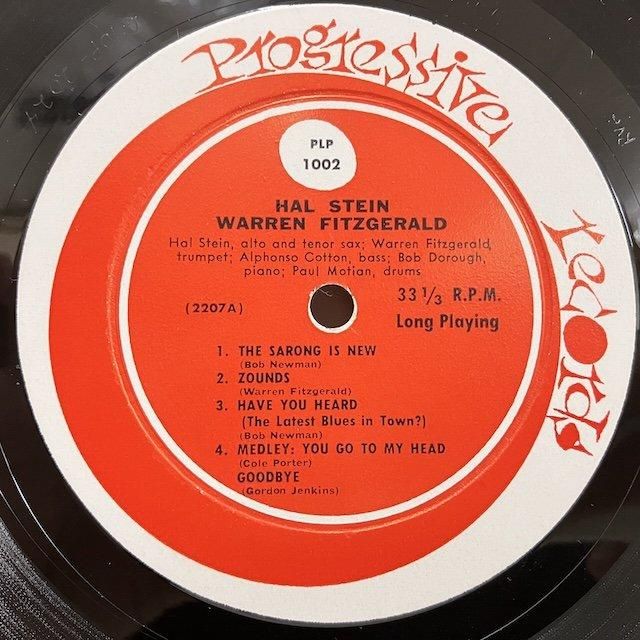 Progressive
records
PLP
1002
HAL STEIN
WARREN FITZGERALD
Hal Stein, alto and tenor sax; Warren Fitzgerald,
trumpet; Alphonso Cotton, bass; Bob Dorough,
piano; Paul Motian, drums
(2207A)
33 1/3 R.P.M.
Long Playing
1. THE SARONG IS NEW
(Bob Newman)
2. ZOUNDS
(Warren Fitzgerald)
3. HAVE YOU HEARD
(The Latest Blues in Town?)
(Bob Newman)
4. MEDLEY: YOU GO TO MY HEAD
(Cole Porter)
GOODBYE
(Gordon Jenkins)